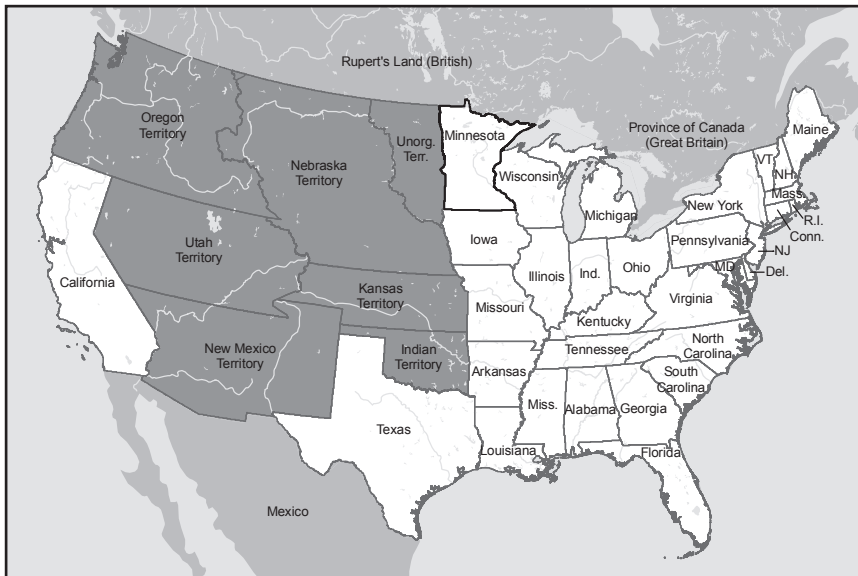 Rupert's Land (British)
Oregon
Territory
Nebraska
Territory
Unorg.
Terr.
Minnesota
Province of Canada
(Great Britain)
Maine
VT.
NH.
Mass.
R.I.
Conn.
New York
Wisconsin
Michigan
Pennsylvania
NJ
MD
Del.
Iowa
Utah
Territory
California
Illinois
Ind.
Ohio
Kansas
Territory
Missouri
Virginia
Kentucky
New Mexico
Territory
Indian
Territory
Tennessee
North
Carolina
Arkansas
South
Carolina
Texas
Miss.
Alabama
Georgia
Louisiana
Florida
Mexico